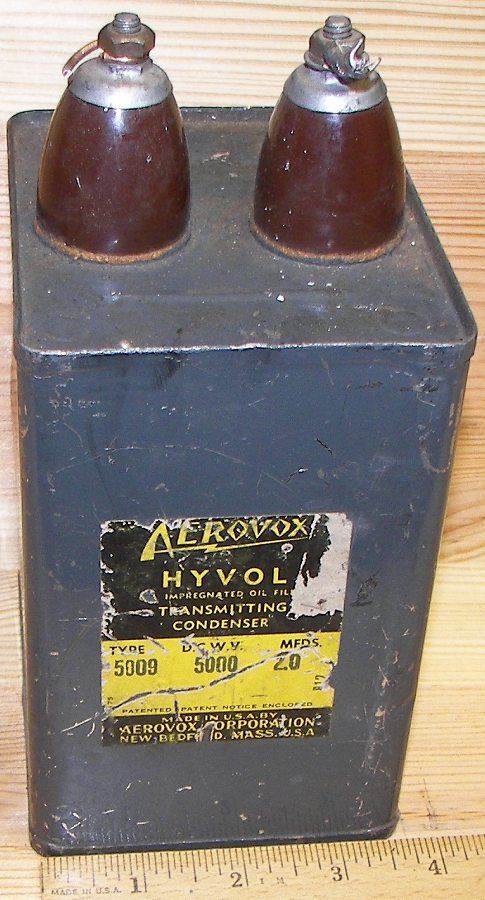 AEROVOX
HYVOL
IMPREGNATED OIL FIL
TRANSMITTING
CONDENSER
TYPE D.C.W.V. MFDS.
5009 5000 2.0
PATENTED PATENT NOTICE ENCLOSED
MADE IN U.S.A. BY
AEROVOX CORPORATION
NEW BEDF D. MASS. U.S.A
1 2 3 4
MADE IN U.S.A.